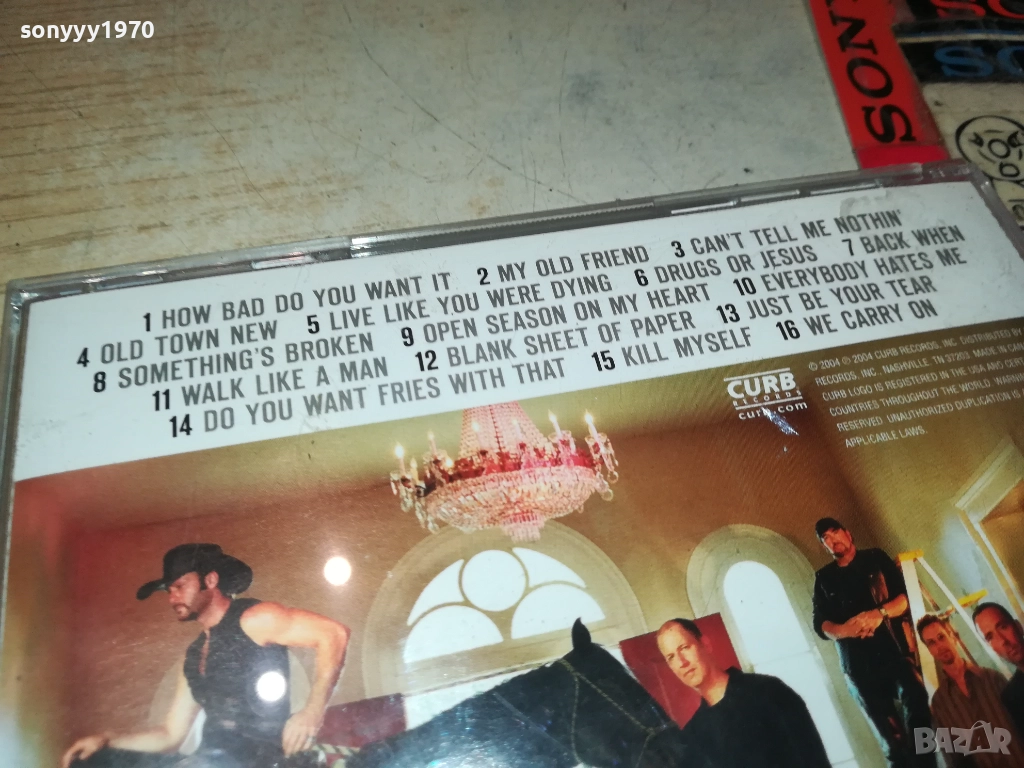 sonyyy1970
SON
SO
1 HOW BAD DO YOU WANT IT 2 MY OLD FRIEND 3 CAN'T TELL ME NOTHIN'
4 OLD TOWN NEW 5 LIVE LIKE YOU WERE DYING 6 DRUGS OR JESUS 7 BACK WHEN
8 SOMETHING'S BROKEN 9 OPEN SEASON ON MY HEART 10 EVERYBODY HATES ME
11 WALK LIKE A MAN 12 BLANK SHEET OF PAPER 13 JUST BE YOUR TEAR
14 DO YOU WANT FRIES WITH THAT 15 KILL MYSELF 16 WE CARRY ON
CURB
RECORDS
curb.com
© 2004 ℗ 2004 CURB RECORDS, INC. DISTRIBUTED BY
RECORDS, INC. NASHVILLE, TN 37203. MADE IN
CURB LOGO IS REGISTERED IN THE USA AND CERT
COUNTRIES THROUGHOUT THE WORLD. WARNING
RESERVED. UNAUTHORIZED DUPLICATION IS
APPLICABLE LAWS.
BAZAR